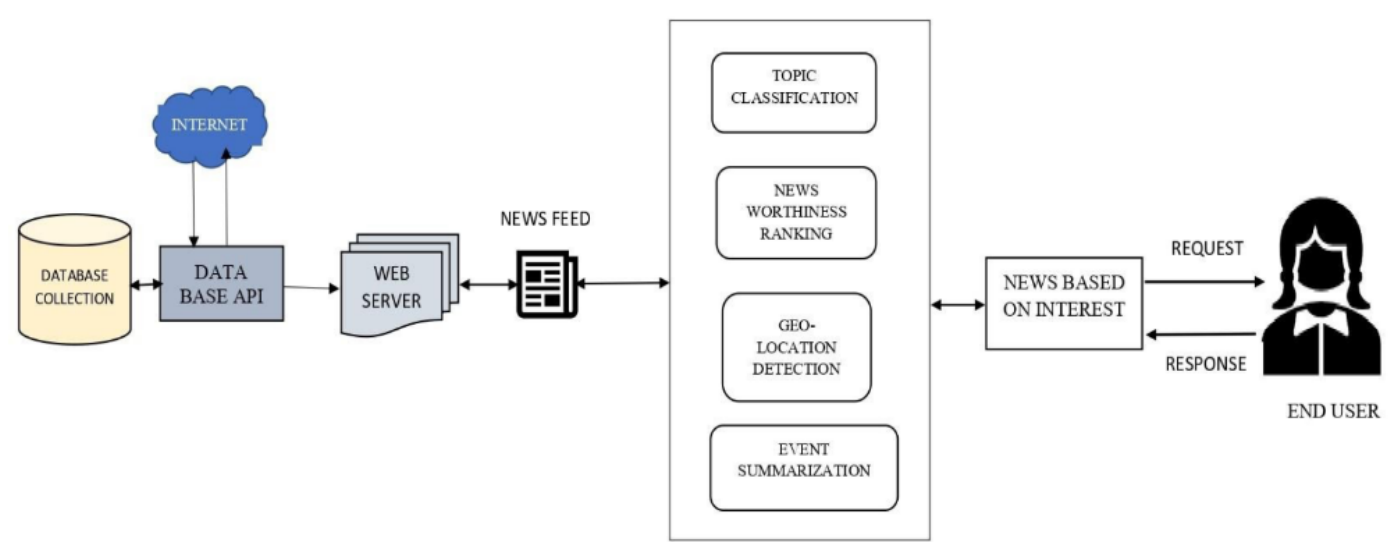 INTERNET
DATABASE
COLLECTION
DATA
BASE API
WEB
SERVER
NEWS FEED
TOPIC
CLASSIFICATION
NEWS
WORTHINESS
RANKING
GEO-
LOCATION
DETECTION
EVENT
SUMMARIZATION
NEWS BASED
ON INTEREST
REQUEST
RESPONSE
END USER